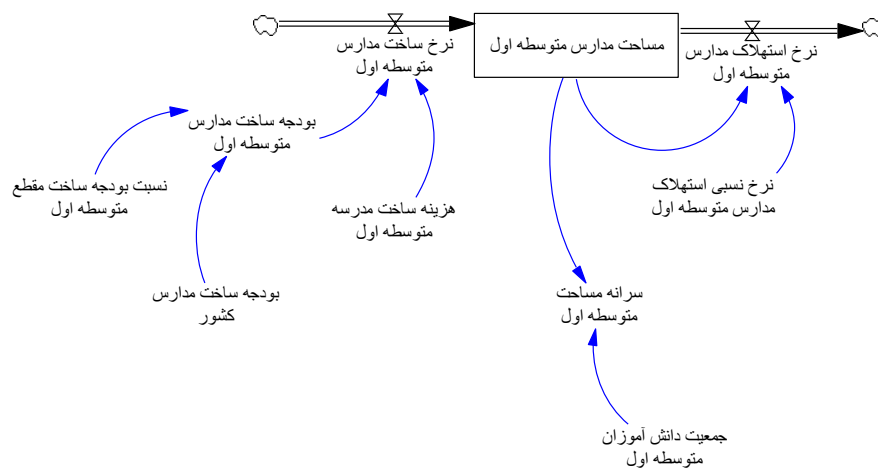 مساحت مدارس متوسطه اول
نرخ ساخت مدارس
متوسطه اول
نرخ استهلاک مدارس
متوسطه اول
بودجه ساخت مدارس
متوسطه اول
نسبت بودجه ساخت مقطع
متوسطه اول
هزینه ساخت مدرسه
متوسطه اول
نرخ نسبی استهلاک
مدارس متوسطه اول
بودجه ساخت مدارس
کشور
سرانه مساحت
متوسطه اول
جمعیت دانش آموزان
متوسطه اول